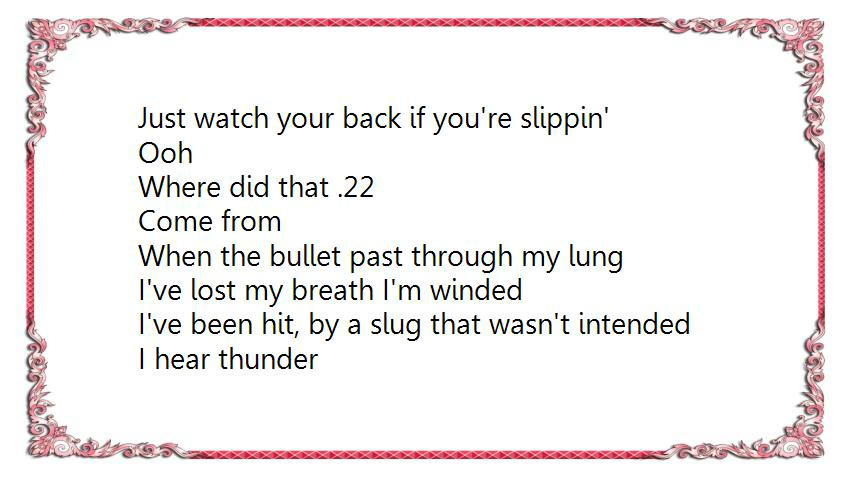 Just watch your back if you're slippin'
Ooh
Where did that .22
Come from
When the bullet past through my lung
I've lost my breath I'm winded
I've been hit, by a slug that wasn't intended
I hear thunder